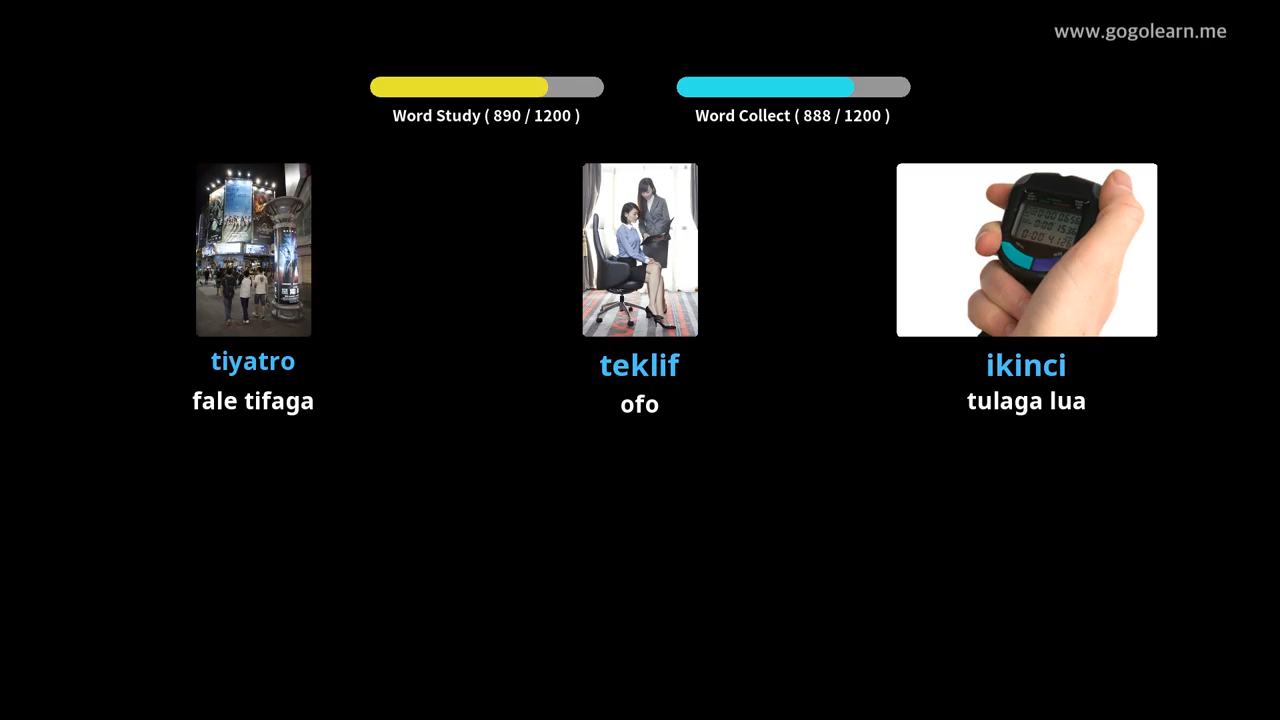 www.gogolearn.me
Word Study ( 890 / 1200 )
Word Collect ( 888 / 1200 )
tiyatro
fale tifaga
teklif
ofo
ikinci
tulaga lua